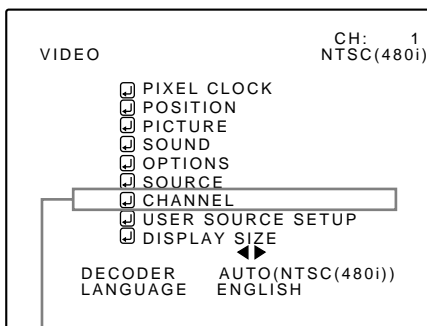 CH: 1
VIDEO NTSC(480i)
PIXEL CLOCK
POSITION
PICTURE
SOUND
OPTIONS
SOURCE
CHANNEL
USER SOURCE SETUP
DISPLAY SIZE
DECODER AUTO(NTSC(480i))
LANGUAGE ENGLISH